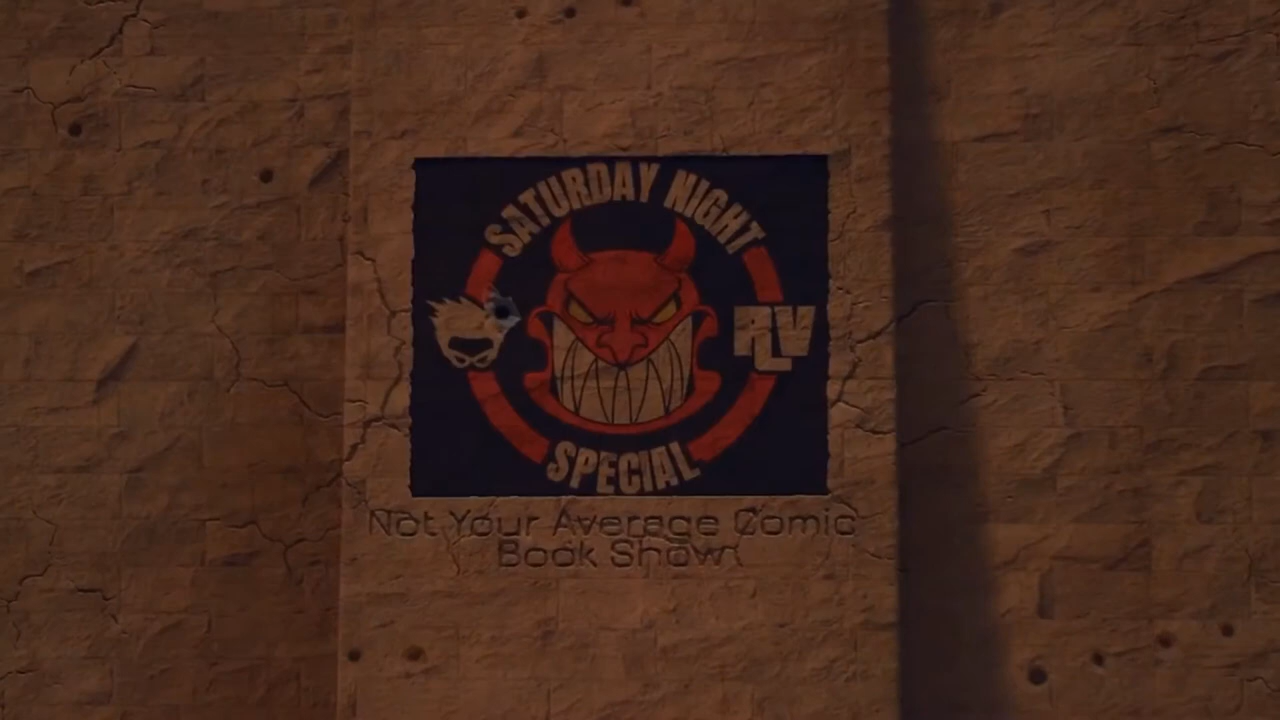 SATURDAY NIGHT
RLV
SPECIAL
Not Your Average Comic
Book Show